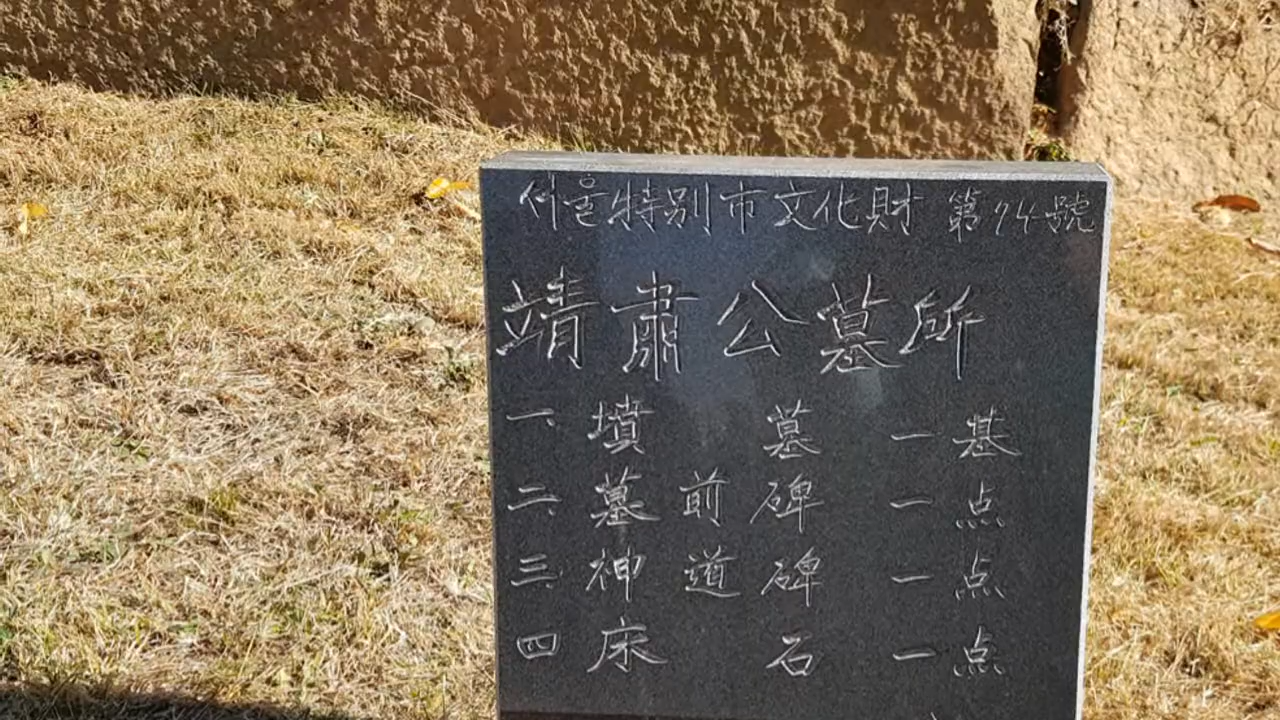 서울特別市文化財 第74號
靖肅公墓所
一. 墳 墓 一基
二. 墓前碑 一点
三. 神道碑 一点
四 床 石 一点